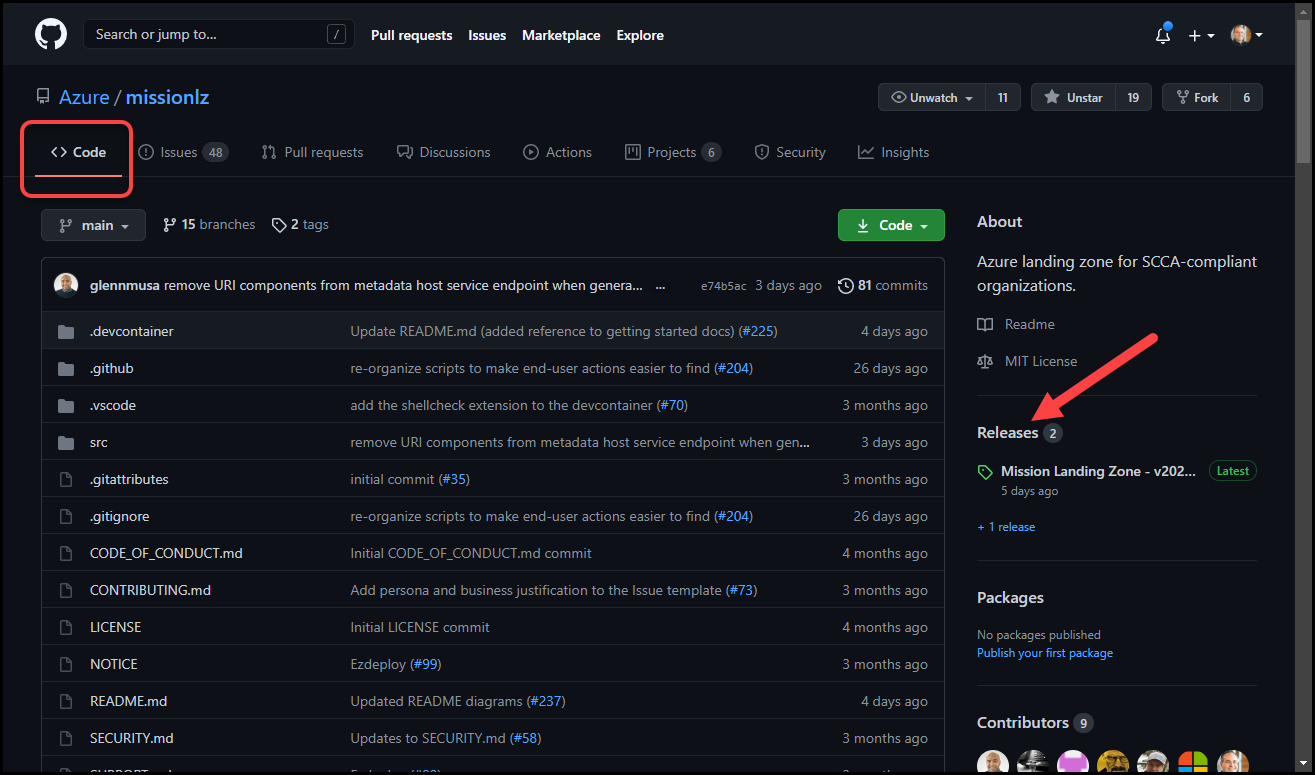 Search or jump to... /
Pull requests Issues Marketplace Explore
Azure / missionlz
Unwatch 11 Unstar 19 Fork 6
Code Issues 48 Pull requests Discussions Actions Projects 6 Security Insights
main 15 branches 2 tags Code
glennmusa remove URI components from metadata host service endpoint when genera... ... e74b5ac 3 days ago 81 commits
.devcontainer Update README.md (added reference to getting started docs) (#225) 4 days ago
.github re-organize scripts to make end-user actions easier to find (#204) 26 days ago
.vscode add the shellcheck extension to the devcontainer (#70) 3 months ago
src remove URI components from metadata host service endpoint when gen... 3 days ago
.gitattributes initial commit (#35) 3 months ago
.gitignore re-organize scripts to make end-user actions easier to find (#204) 26 days ago
CODE_OF_CONDUCT.md Initial CODE_OF_CONDUCT.md commit 4 months ago
CONTRIBUTING.md Add persona and business justification to the Issue template (#73) 3 months ago
LICENSE Initial LICENSE commit 4 months ago
NOTICE Ezdeploy (#99) 3 months ago
README.md Updated README diagrams (#237) 4 days ago
SECURITY.md Updates to SECURITY.md (#58) 3 months ago
About
Azure landing zone for SCCA-compliant
organizations.
Readme
MIT License
Releases 2
Mission Landing Zone - v202... Latest
5 days ago
+ 1 release
Packages
No packages published
Publish your first package
Contributors 9